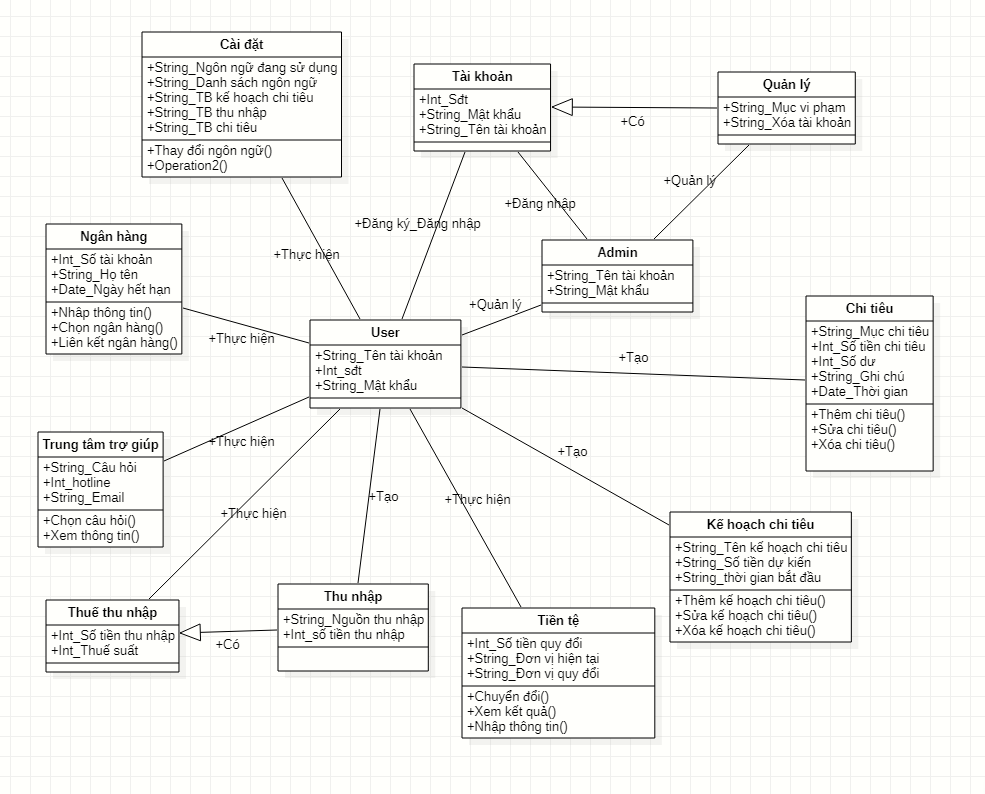 Cài đặt
+String_Ngôn ngữ đang sử dụng
+String_Danh sách ngôn ngữ
+String_TB kế hoạch chi tiêu
+String_TB thu nhập
+String_TB chi tiêu
+Thay đổi ngôn ngữ()
+Operation2()
Tài khoản
+Int_Sđt
+String_Mật khẩu
+String_Tên tài khoản
+Có
Quản lý
+String_Mục vi phạm
+String_Xóa tài khoản
+Quản lý
+Đăng nhập
+Đăng ký_Đăng nhập
+Thực hiện
Ngân hàng
+Int_Số tài khoản
+String_Họ tên
+Date_Ngày hết hạn
+Nhập thông tin()
+Chọn ngân hàng()
+Liên kết ngân hàng()
+Thực hiện
Admin
+String_Tên tài khoản
+String_Mật khẩu
+Quản lý
User
+String_Tên tài khoản
+Int_sđt
+String_Mật khẩu
+Tạo
Chi tiêu
+String_Mục chi tiêu
+Int_Số tiền chi tiêu
+Int_Số dư
+String_Ghi chú
+Date_Thời gian
+Thêm chi tiêu()
+Sửa chi tiêu()
+Xóa chi tiêu()
Trung tâm trợ giúp
+String_Câu hỏi
+Int_hotline
+String_Email
+Chọn câu hỏi()
+Xem thông tin()
+Thực hiện
+Thực hiện
+Tạo
+Thực hiện
+Tạo
Kế hoạch chi tiêu
+String_Tên kế hoạch chi tiêu
+String_Số tiền dự kiến
+String_thời gian bắt đầu
+Thêm kế hoạch chi tiêu()
+Sửa kế hoạch chi tiêu()
+Xóa kế hoạch chi tiêu()
Thuế thu nhập
+Int_Số tiền thu nhập
+Int_Thuế suất
+Có
Thu nhập
+String_Nguồn thu nhập
+Int_số tiền thu nhập
Tiền tệ
+Int_Số tiền quy đổi
+String_Đơn vị hiện tại
+String_Đơn vị quy đổi
+Chuyển đổi()
+Xem kết quả()
+Nhập thông tin()